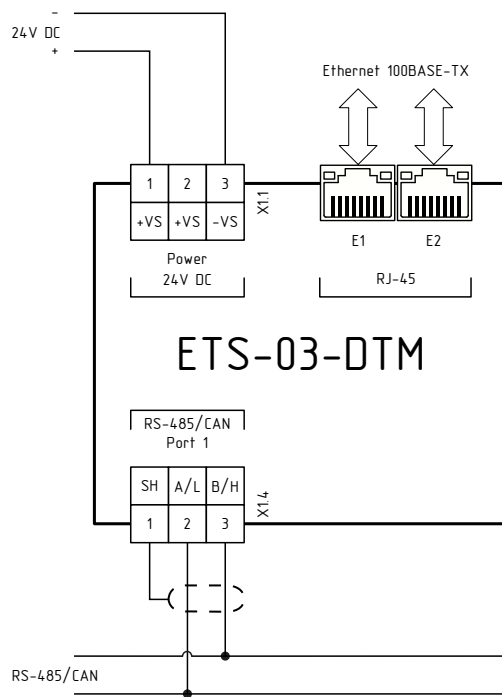 -
24V DC
+
Ethernet 100BASE-TX
1 2 3
+VS +VS -VS
X1.1
E1 E2
Power
24V DC
RJ-45
ETS-03-DTM
RS-485/CAN
Port 1
SH A/L B/H
1 2 3
X1.4
RS-485/CAN